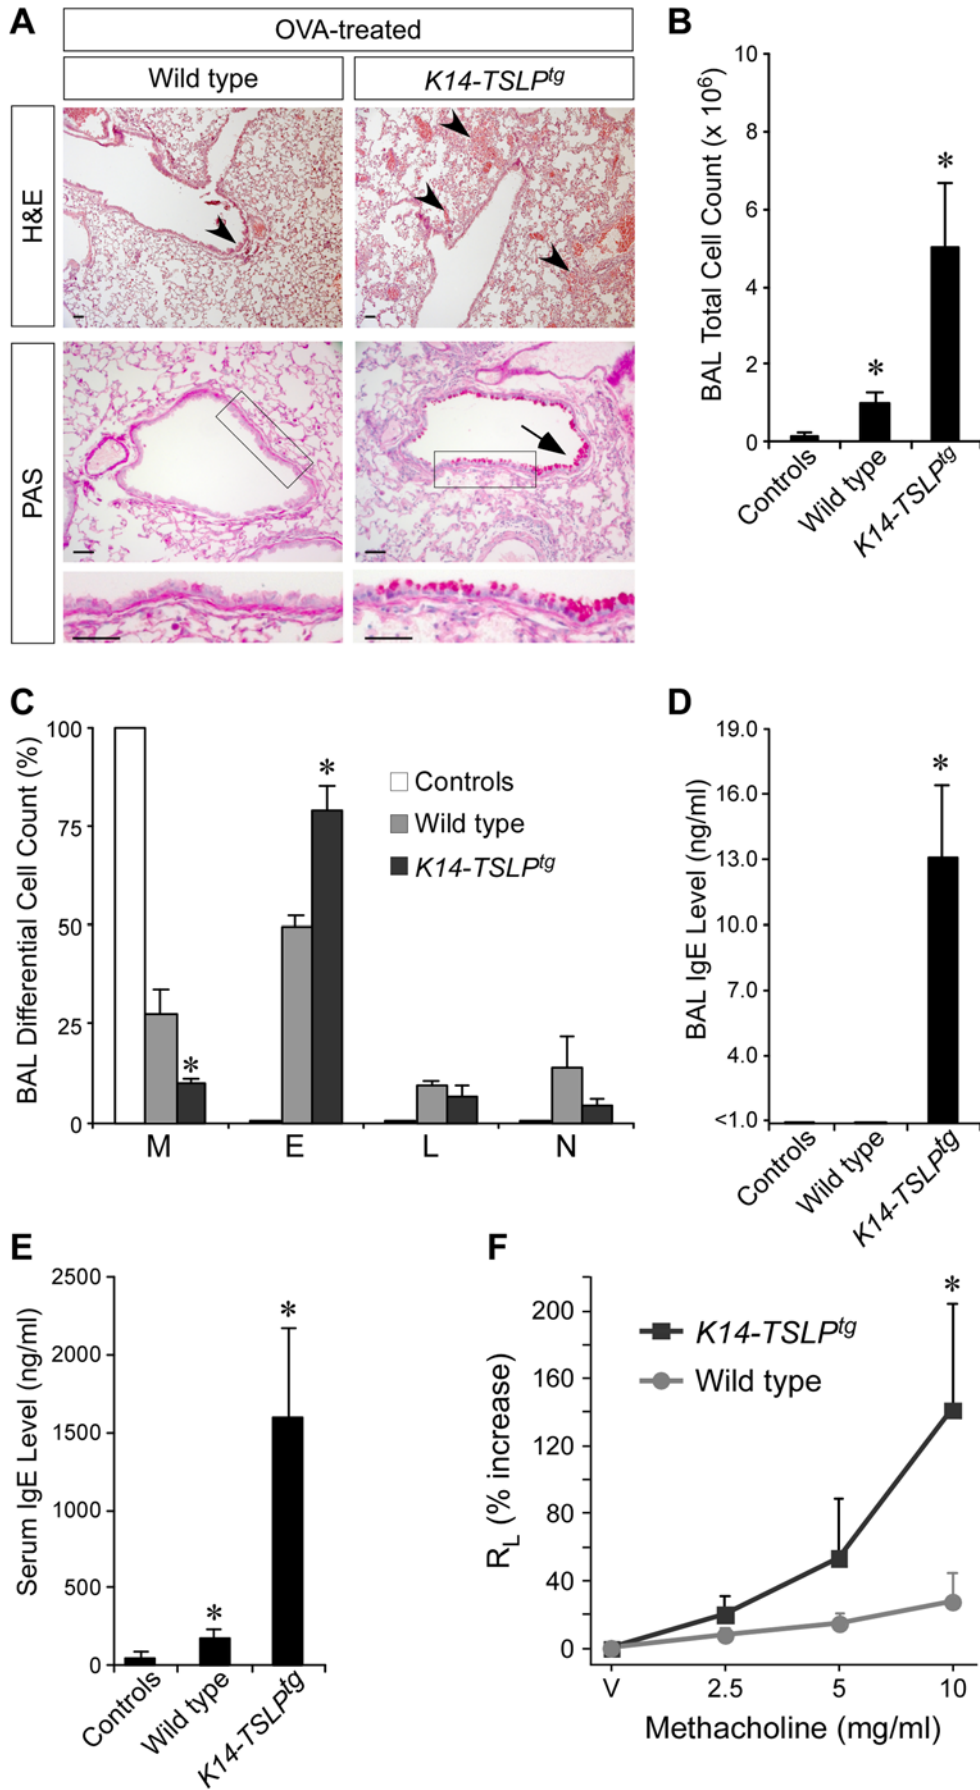 A
OVA-treated
Wild type
K14-TSLPtg
H&E
PAS
B
BAL Total Cell Count (x 10⁶)
10
8
6
4
2
0
*
*
Controls
Wild type
K14-TSLPtg
C
BAL Differential Cell Count (%)
100
75
50
25
0
*
*
Controls
Wild type
K14-TSLPtg
M
E
L
N
D
BAL IgE Level (ng/ml)
19.0
16.0
13.0
10.0
7.0
4.0
<1.0
*
Controls
Wild type
K14-TSLPtg
E
Serum IgE Level (ng/ml)
2500
2000
1500
1000
500
0
*
*
Controls
Wild type
K14-TSLPtg
F
RL (% increase)
200
160
120
80
40
0
*
K14-TSLPtg
Wild type
V
2.5
5
10
Methacholine (mg/ml)